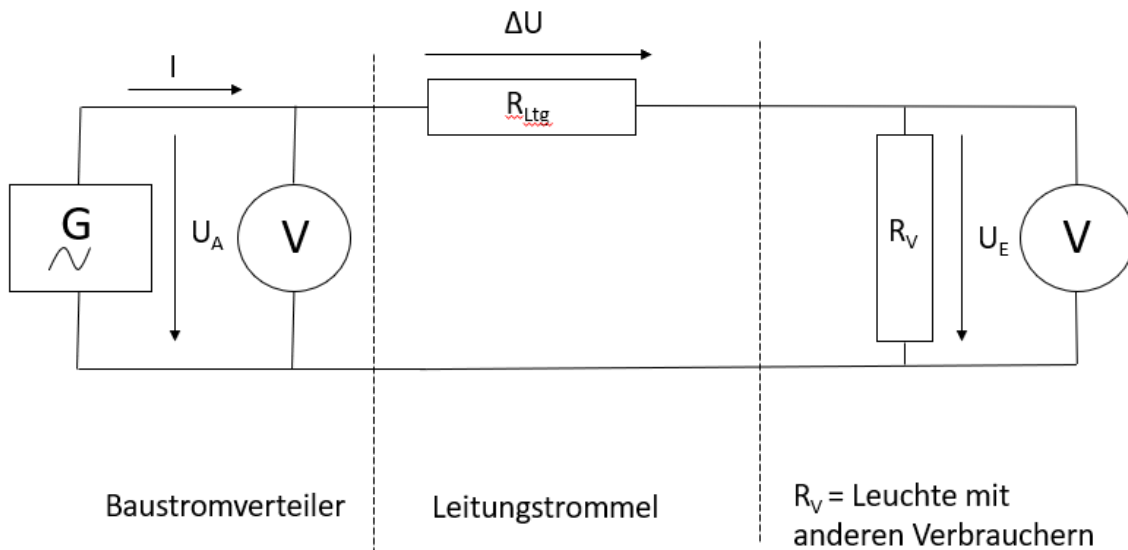 ΔU
I
R_Ltg
G
U_A
V
R_V
U_E
V
Baustromverteiler
Leitungstrommel
R_V = Leuchte mit
anderen Verbrauchern